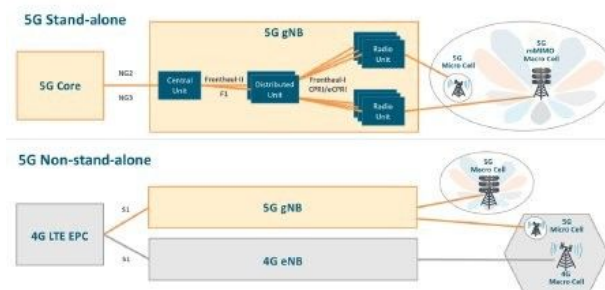 5G Stand-alone
5G gNB
5G Core
NG2
NG3
Central
Unit
Fronthaul-II
F1
Distributed
Unit
Fronthaul-I
CPRI/eCPRI
Radio
Unit
Radio
Unit
5G
Micro Cell
5G
mMIMO
Macro Cell
5G Non-stand-alone
4G LTE EPC
S1
S1
5G gNB
4G eNB
5G
Macro Cell
5G
Micro Cell
4G
Macro Cell